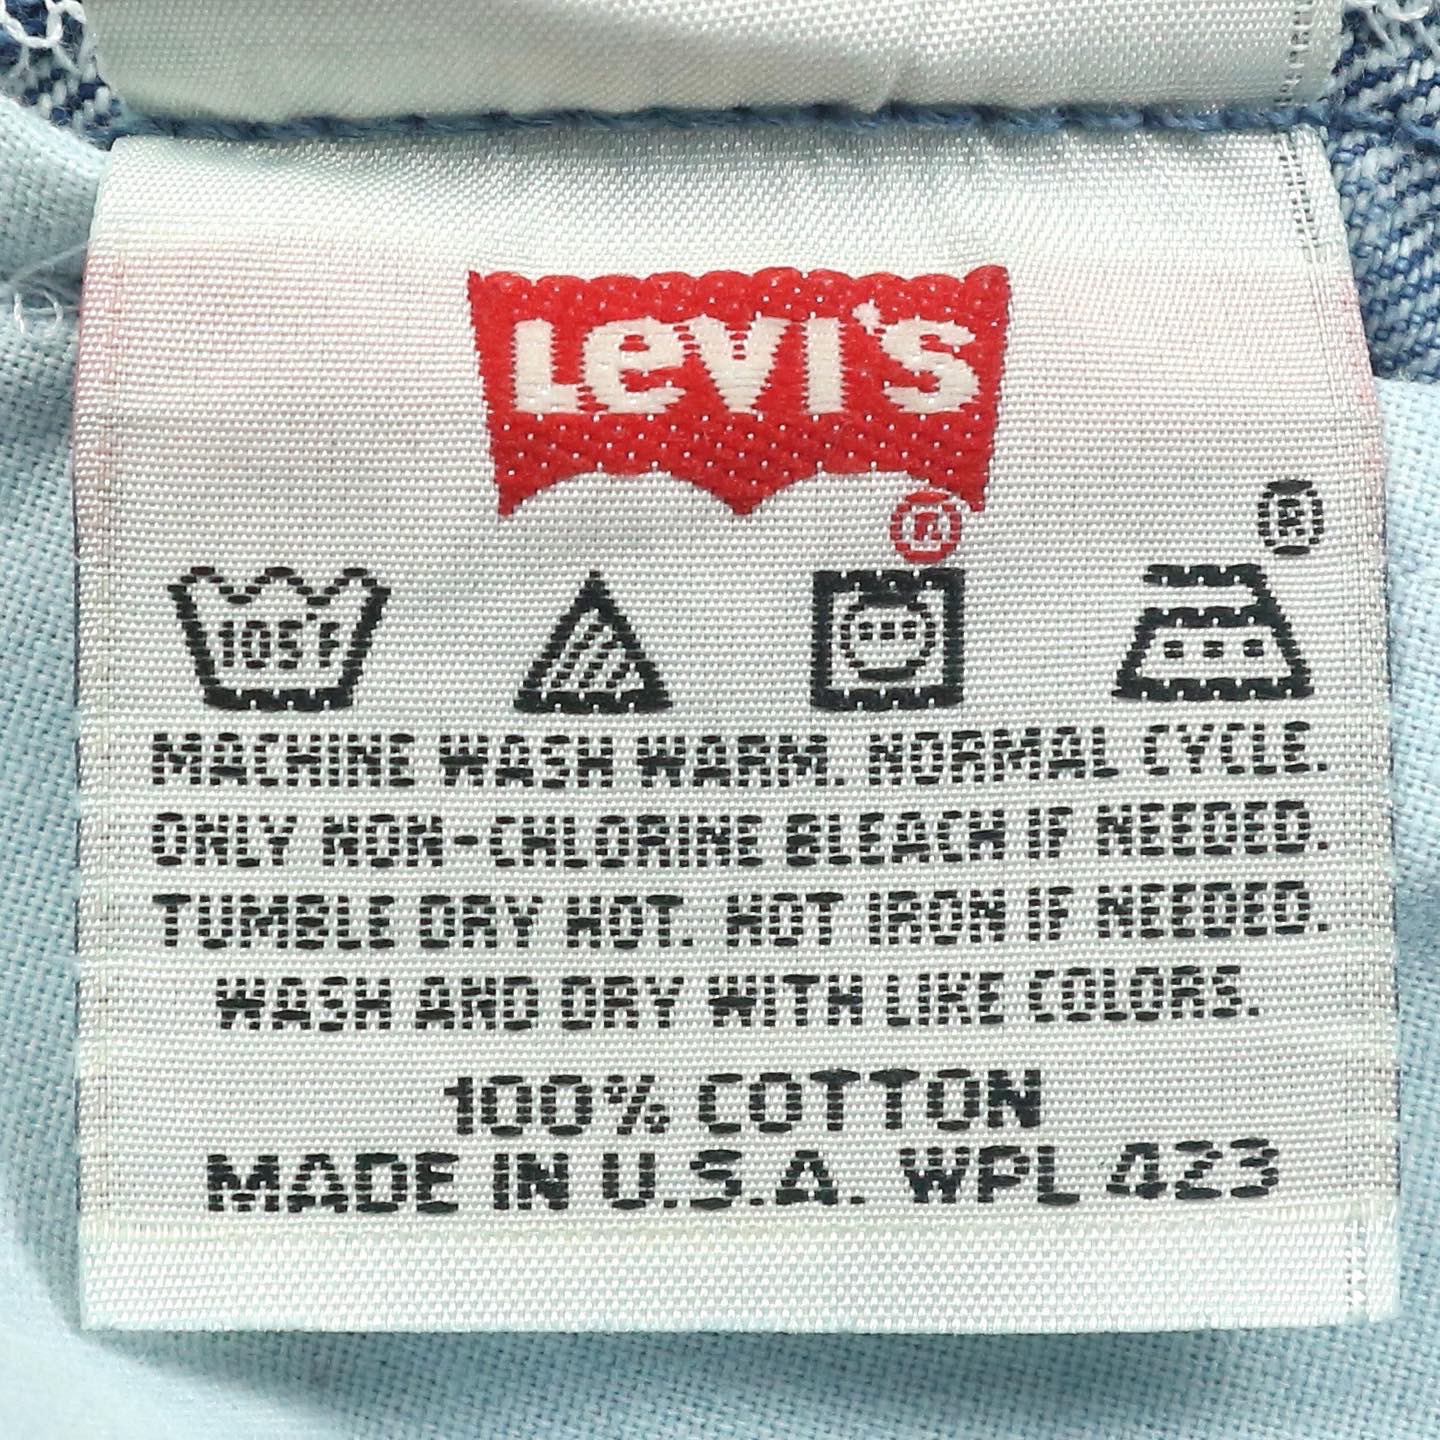 LEVI'S
®
®
105°F
MACHINE WASH WARM. NORMAL CYCLE.
ONLY NON-CHLORINE BLEACH IF NEEDED.
TUMBLE DRY HOT. HOT IRON IF NEEDED.
WASH AND DRY WITH LIKE COLORS.
100% COTTON
MADE IN U.S.A. WPL 423